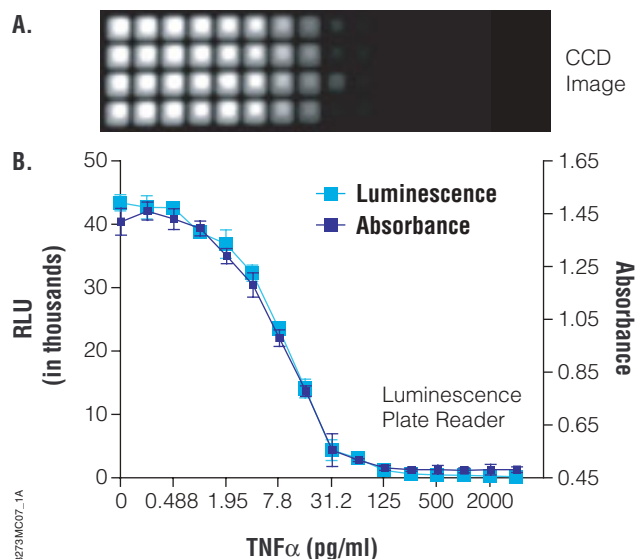 A.
CCD
Image
B.
50
40
30
20
10
0
RLU
(in thousands)
Luminescence
Absorbance
1.65
1.45
1.25
1.05
0.85
0.65
0.45
Absorbance
Luminescence
Plate Reader
0 0.488 1.95 7.8 31.2 125 500 2000
TNFα (pg/ml)